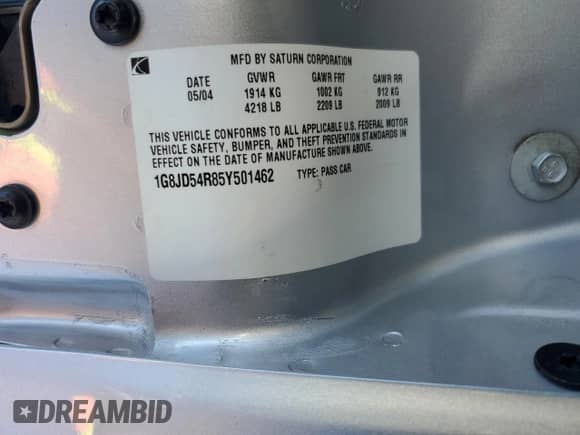 MFD BY SATURN CORPORATION
DATE GVWR GAWR FRT GAWR RR
05/04 1914 KG 1002 KG 912 KG
4218 LB 2209 LB 2009 LB
THIS VEHICLE CONFORMS TO ALL APPLICABLE U.S. FEDERAL MOTOR
VEHICLE SAFETY, BUMPER, AND THEFT PREVENTION STANDARDS IN
EFFECT ON THE DATE OF MANUFACTURE SHOWN ABOVE.
1G8JD54R85Y501462 TYPE: PASS CAR
3
DREAMBID